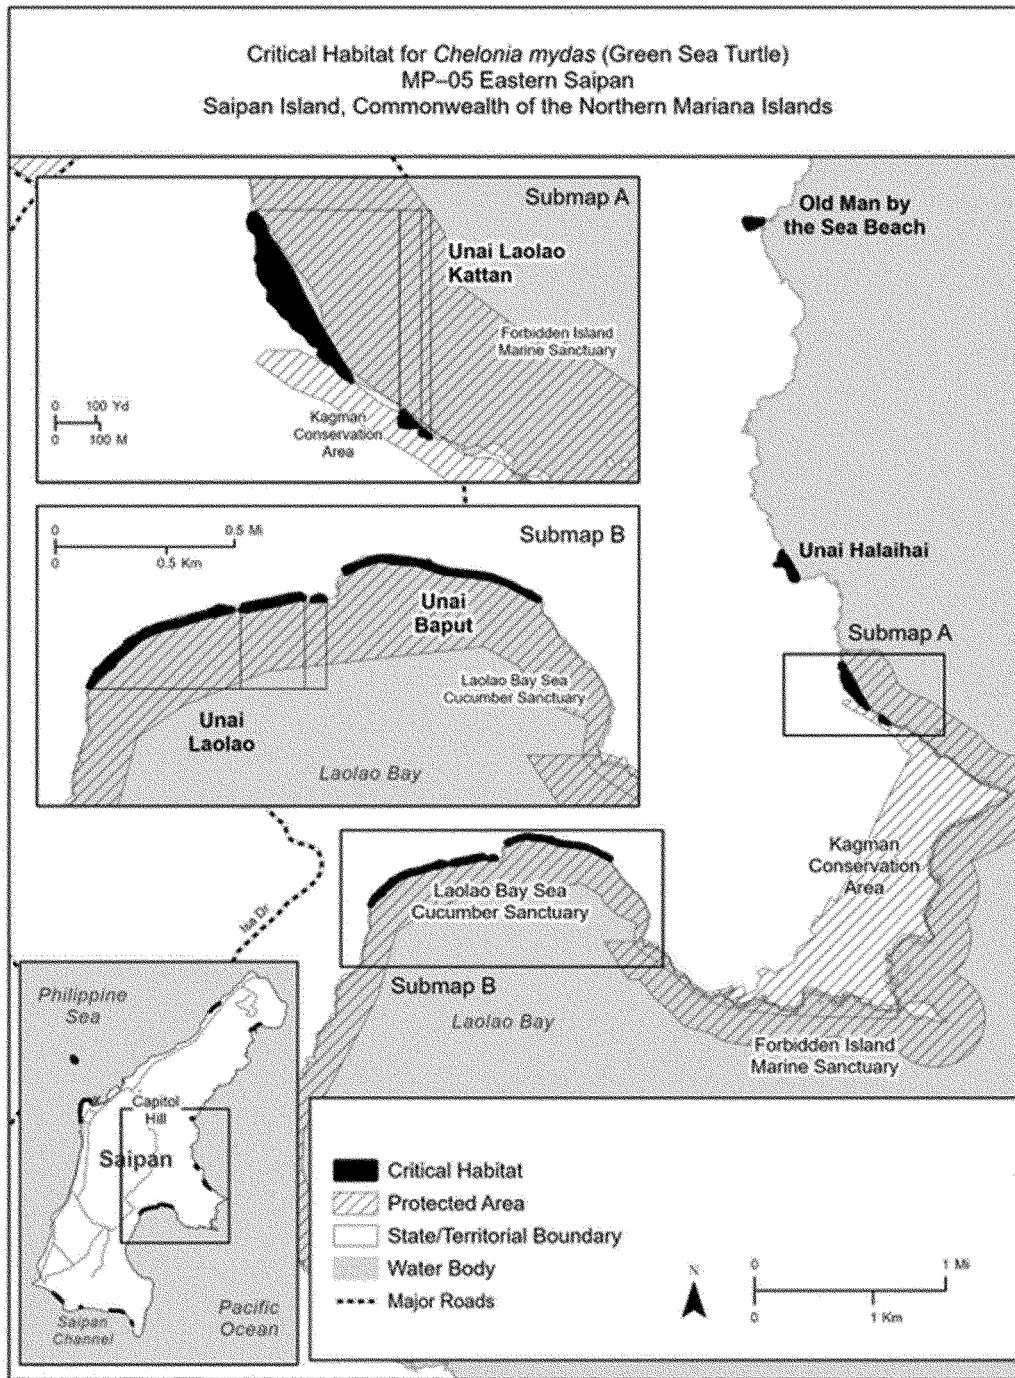 Critical Habitat for Chelonia mydas (Green Sea Turtle)
MP–05 Eastern Saipan
Saipan Island, Commonwealth of the Northern Mariana Islands
Submap A
Unai Laolao
Kattan
Forbidden Island
Marine Sanctuary
Kagman
Conservation
Area
0 100 Yd
0 100 M
Old Man by
the Sea Beach
Unai Halaihai
Submap A
Submap B
0 0.5 Mi
0 0.5 Km
Unai
Baput
Unai
Laolao
Laolao Bay Sea
Cucumber Sanctuary
Laolao Bay
Kagman
Conservation
Area
Laolao Bay Sea
Cucumber Sanctuary
Submap B
Laolao Bay
Isa Dr
Forbidden Island
Marine Sanctuary
Philippine
Sea
Capitol
Hill
Saipan
Saipan
Channel
Pacific
Ocean
Critical Habitat
Protected Area
State/Territorial Boundary
Water Body
Major Roads
N
0 1 Mi
0 1 Km